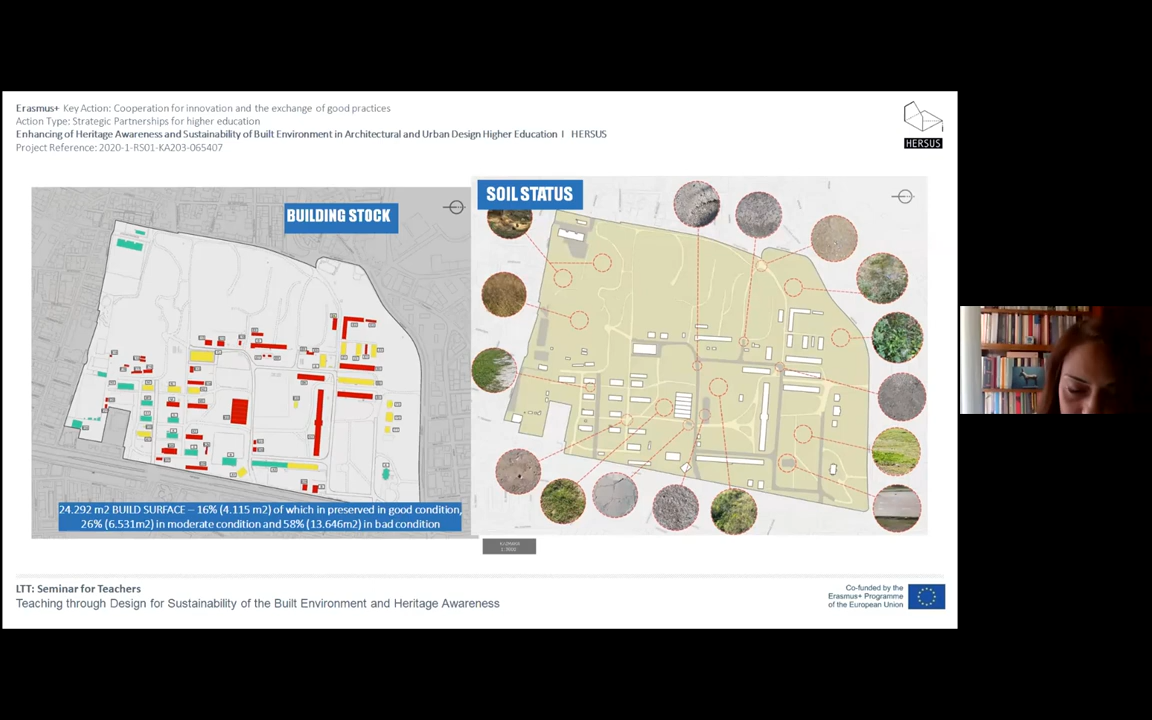 Erasmus+ Key Action: Cooperation for innovation and the exchange of good practices
Action Type: Strategic Partnerships for higher education
Enhancing of Heritage Awareness and Sustainability of Built Environment in Architectural and Urban Design Higher Education I HERSUS
Project Reference: 2020-1-RS01-KA203-065407
HERSUS
BUILDING STOCK
SOIL STATUS
24.292 m2 BUILD SURFACE – 16% (4.115 m2) of which in preserved in good condition,
26% (6.531m2) in moderate condition and 58% (13.646m2) in bad condition
LTT: Seminar for Teachers
Teaching through Design for Sustainability of the Built Environment and Heritage Awareness
Co-funded by the
Erasmus+ Programme
of the European Union